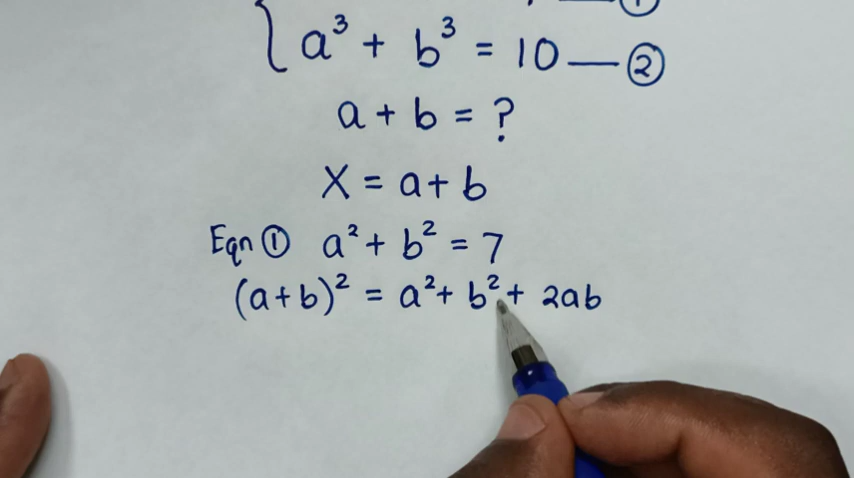 { a³ + b³ = 10 — ②
a + b = ?
X = a + b
Eqn ① a² + b² = 7
(a + b)² = a² + b² + 2ab